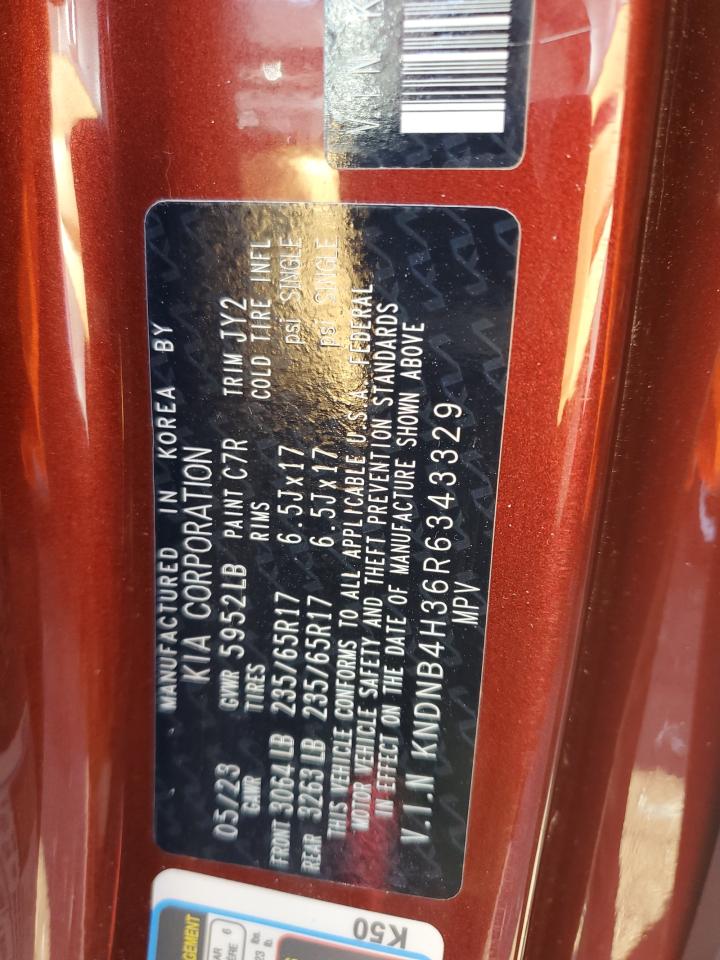 MANUFACTURED IN KOREA BY
KIA CORPORATION
05/23 GVWR 5952LB PAINT C7R TRIM JY2
GAWR TIRES RIMS COLD TIRE INFL
FRONT 3064LB 235/65R17 6.5Jx17 psi SINGLE
REAR 3263LB 235/65R17 6.5Jx17 psi SINGLE
THIS VEHICLE CONFORMS TO ALL APPLICABLE U.S.A. FEDERAL
MOTOR VEHICLE SAFETY AND THEFT PREVENTION STANDARDS
IN EFFECT ON THE DATE OF MANUFACTURE SHOWN ABOVE
V.I.N KNDNB4H36R6343329
MPV
K50